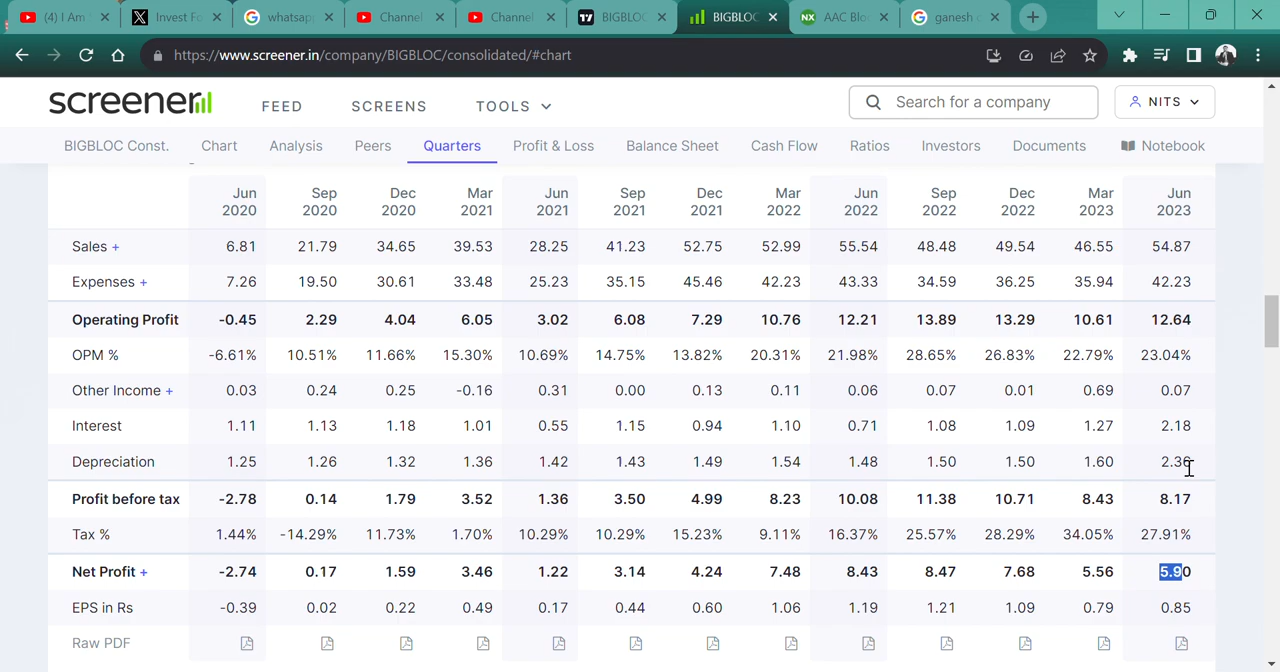 (4) I Am
Invest Fo
whatsapp
Channel
Channel
BIGBLOC
BIGBLOC
AAC Blo
ganesh
https://www.screener.in/company/BIGBLOC/consolidated/#chart
screener
FEED SCREENS TOOLS
Search for a company
NITS
BIGBLOC Const. Chart Analysis Peers Quarters Profit & Loss Balance Sheet Cash Flow Ratios Investors Documents Notebook
Jun 2020 Sep 2020 Dec 2020 Mar 2021 Jun 2021 Sep 2021 Dec 2021 Mar 2022 Jun 2022 Sep 2022 Dec 2022 Mar 2023 Jun 2023
Sales + 6.81 21.79 34.65 39.53 28.25 41.23 52.75 52.99 55.54 48.48 49.54 46.55 54.87
Expenses + 7.26 19.50 30.61 33.48 25.23 35.15 45.46 42.23 43.33 34.59 36.25 35.94 42.23
Operating Profit -0.45 2.29 4.04 6.05 3.02 6.08 7.29 10.76 12.21 13.89 13.29 10.61 12.64
OPM % -6.61% 10.51% 11.66% 15.30% 10.69% 14.75% 13.82% 20.31% 21.98% 28.65% 26.83% 22.79% 23.04%
Other Income + 0.03 0.24 0.25 -0.16 0.31 0.00 0.13 0.11 0.06 0.07 0.01 0.69 0.07
Interest 1.11 1.13 1.18 1.01 0.55 1.15 0.94 1.10 0.71 1.08 1.09 1.27 2.18
Depreciation 1.25 1.26 1.32 1.36 1.42 1.43 1.49 1.54 1.48 1.50 1.50 1.60 2.36
Profit before tax -2.78 0.14 1.79 3.52 1.36 3.50 4.99 8.23 10.08 11.38 10.71 8.43 8.17
Tax % 1.44% -14.29% 11.73% 1.70% 10.29% 10.29% 15.23% 9.11% 16.37% 25.57% 28.29% 34.05% 27.91%
Net Profit + -2.74 0.17 1.59 3.46 1.22 3.14 4.24 7.48 8.43 8.47 7.68 5.56 5.90
EPS in Rs -0.39 0.02 0.22 0.49 0.17 0.44 0.60 1.06 1.19 1.21 1.09 0.79 0.85
Raw PDF